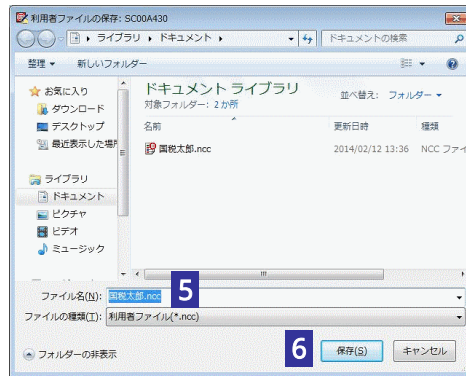 利用者ファイルの保存: SC00A430
ライブラリ ▸ ドキュメント ▸
ドキュメントの検索
整理 ▾ 新しいフォルダー
お気に入り
ダウンロード
デスクトップ
最近表示した場所
ライブラリ
ドキュメント
ピクチャ
ビデオ
ミュージック
ドキュメント ライブラリ
対象フォルダー: 2 か所
並べ替え: フォルダー ▾
名前 更新日時 種類
国税太郎.ncc 2014/02/12 13:36 NCC ファイ
ファイル名(N): 国税太郎.ncc
5
ファイルの種類(T): 利用者ファイル(*.ncc)
フォルダーの非表示
6
保存(S) キャンセル